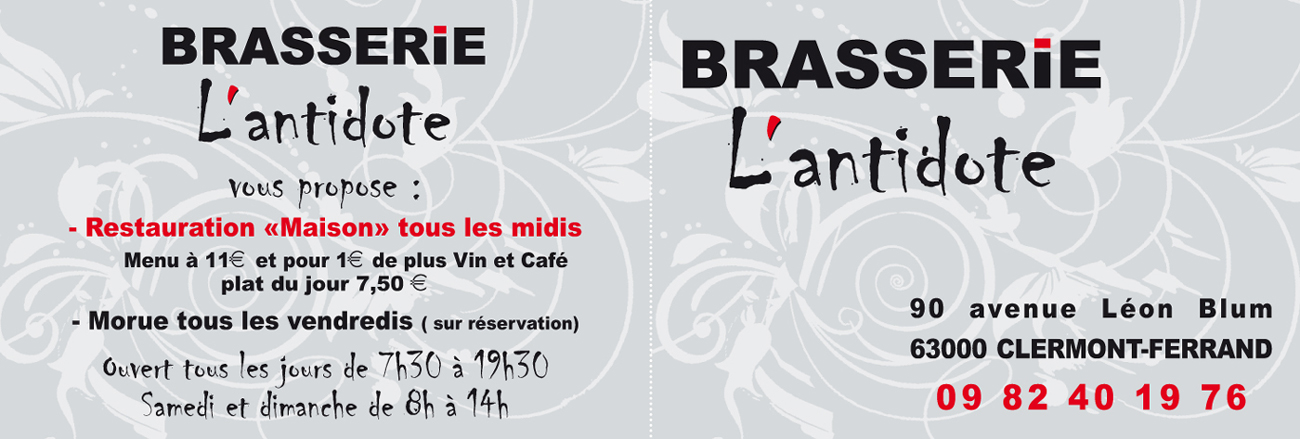 BRASSERiE
L'antidote
vous propose :
- Restauration «Maison» tous les midis
Menu à 11€ et pour 1€ de plus Vin et Café
plat du jour 7,50 €
- Morue tous les vendredis ( sur réservation)
Ouvert tous les jours de 7h30 à 19h30
Samedi et dimanche de 8h à 14h
BRASSERiE
L'antidote
90 avenue Léon Blum
63000 CLERMONT-FERRAND
09 82 40 19 76